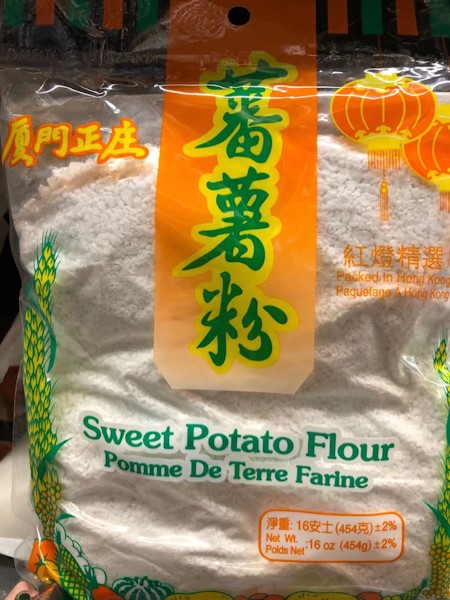 廈門正庄
蕃薯粉
紅燈精選
Packed In Hong Kong
Paquetage A Hong Kong
Sweet Potato Flour
Pomme De Terre Farine
淨重: 16安士 (454克) ±2%
Net Wt. :16 oz (454g) ±2%
Poids Net